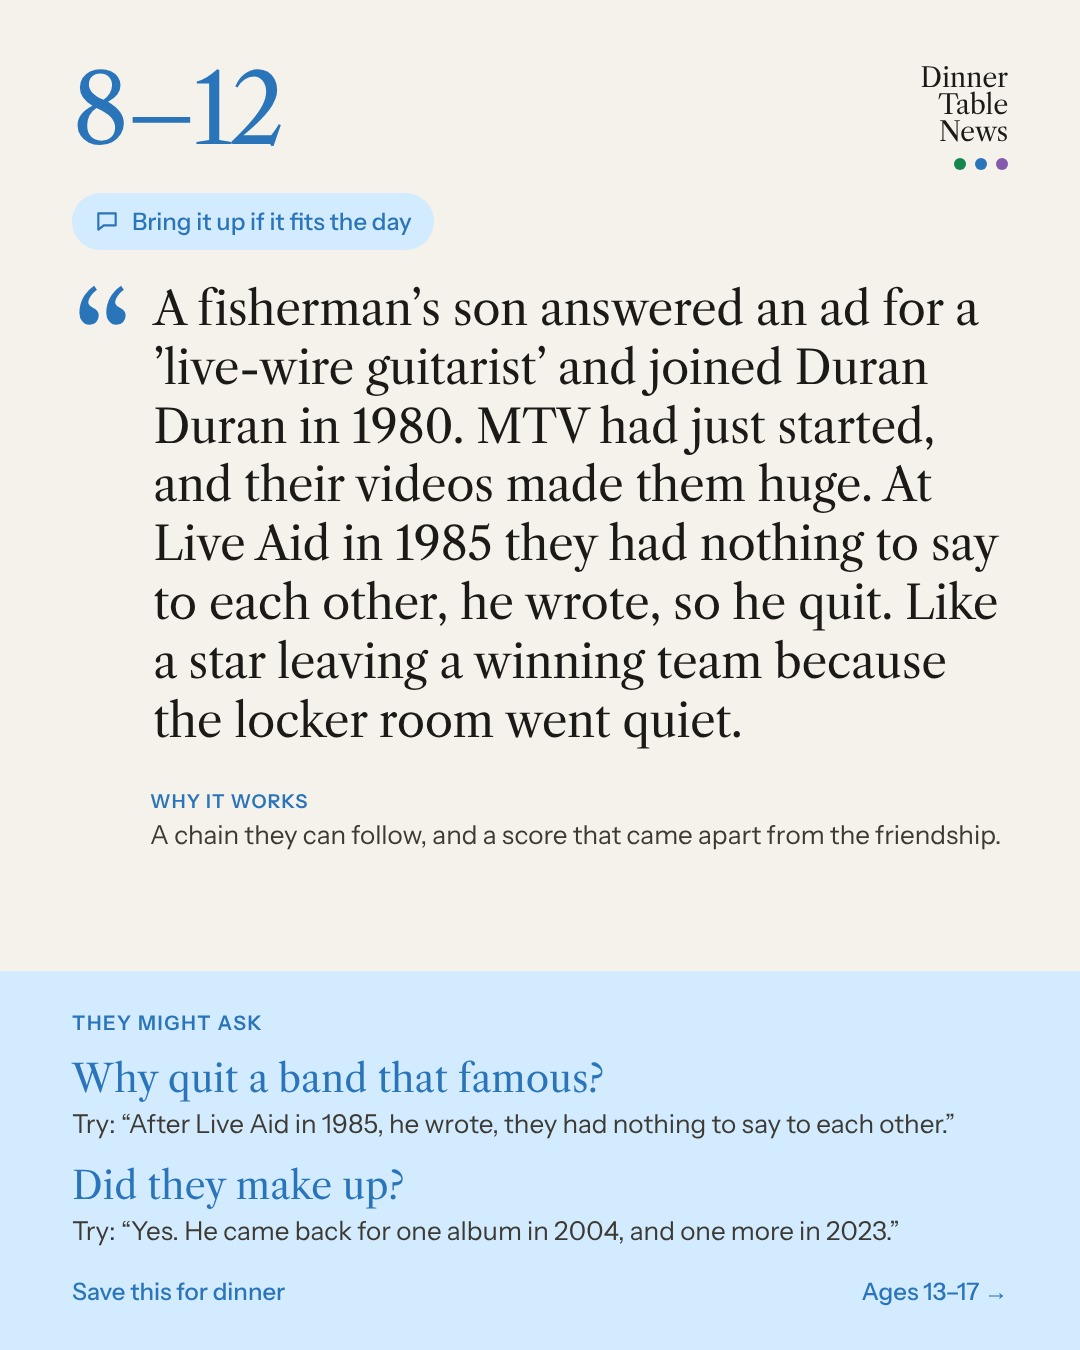 8–12
Dinner
Table
News
Bring it up if it fits the day
“ A fisherman’s son answered an ad for a
’live-wire guitarist’ and joined Duran
Duran in 1980. MTV had just started,
and their videos made them huge. At
Live Aid in 1985 they had nothing to say
to each other, he wrote, so he quit. Like
a star leaving a winning team because
the locker room went quiet.
WHY IT WORKS
A chain they can follow, and a score that came apart from the friendship.
THEY MIGHT ASK
Why quit a band that famous?
Try: “After Live Aid in 1985, he wrote, they had nothing to say to each other.”
Did they make up?
Try: “Yes. He came back for one album in 2004, and one more in 2023.”
Save this for dinner
Ages 13–17 →